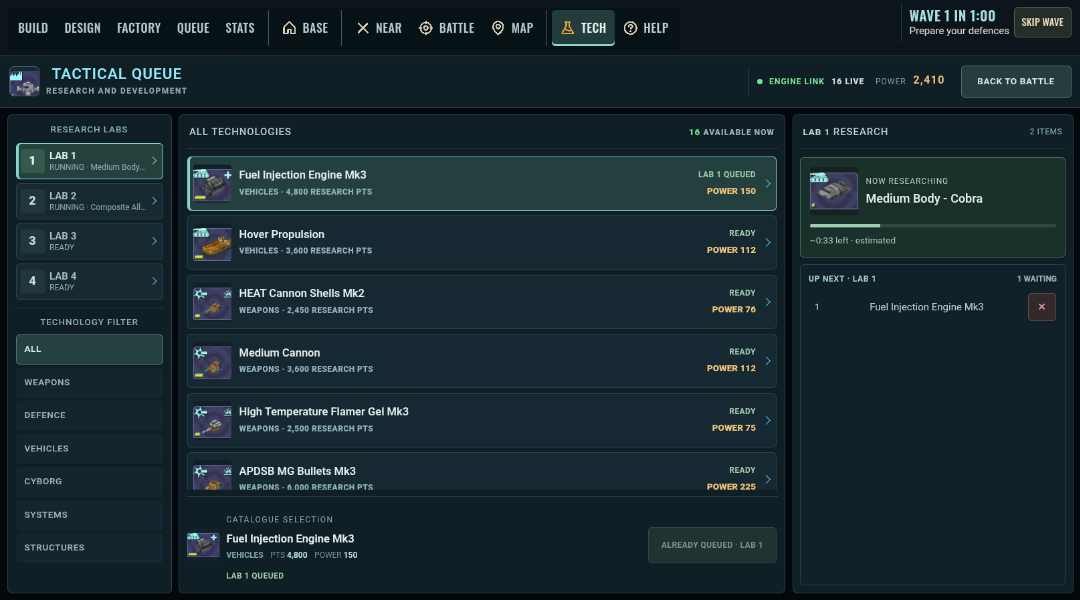 BUILD DESIGN FACTORY QUEUE STATS BASE NEAR BATTLE MAP TECH HELP
WAVE 1 IN 1:00
Prepare your defences
SKIP WAVE
TACTICAL QUEUE
RESEARCH AND DEVELOPMENT
ENGINE LINK 16 LIVE POWER 2,410
BACK TO BATTLE
RESEARCH LABS
1 LAB 1
RUNNING · Medium Body...
2 LAB 2
RUNNING · Composite All...
3 LAB 3
READY
4 LAB 4
READY
TECHNOLOGY FILTER
ALL
WEAPONS
DEFENCE
VEHICLES
CYBORG
SYSTEMS
STRUCTURES
ALL TECHNOLOGIES
16 AVAILABLE NOW
Fuel Injection Engine Mk3
VEHICLES · 4,800 RESEARCH PTS
LAB 1 QUEUED
POWER 150
Hover Propulsion
VEHICLES · 3,600 RESEARCH PTS
READY
POWER 112
HEAT Cannon Shells Mk2
WEAPONS · 2,450 RESEARCH PTS
READY
POWER 76
Medium Cannon
WEAPONS · 3,600 RESEARCH PTS
READY
POWER 112
High Temperature Flamer Gel Mk3
WEAPONS · 2,500 RESEARCH PTS
READY
POWER 75
APDSB MG Bullets Mk3
WEAPONS · 6,000 RESEARCH PTS
READY
POWER 225
CATALOGUE SELECTION
Fuel Injection Engine Mk3
VEHICLES PTS 4,800 POWER 150
LAB 1 QUEUED
ALREADY QUEUED · LAB 1
LAB 1 RESEARCH
2 ITEMS
NOW RESEARCHING
Medium Body - Cobra
~0:33 left · estimated
UP NEXT · LAB 1
1 WAITING
1 Fuel Injection Engine Mk3
×